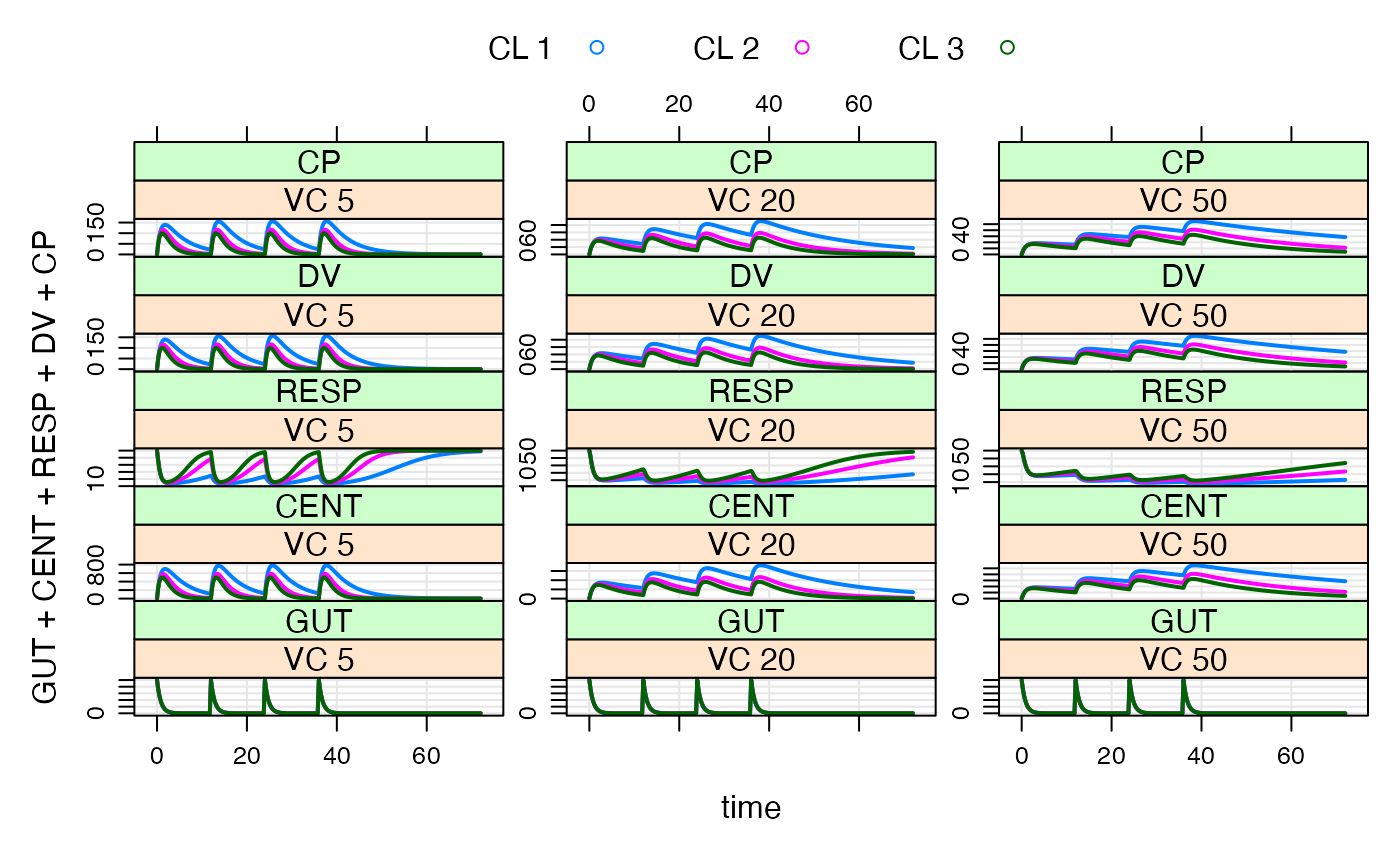 CL 1 CL 2 CL 3
0 20 40 60
CP CP CP
VC 5 VC 20 VC 50
0 150 0 60 0 40
DV DV DV
VC 5 VC 20 VC 50
0 150 0 60 0 40
RESP RESP RESP
VC 5 VC 20 VC 50
10 10 50 10 50
CENT CENT CENT
VC 5 VC 20 VC 50
0 800 0 0
GUT GUT GUT
VC 5 VC 20 VC 50
0 0 0
0 20 40 60 0 20 40 60
time
GUT + CENT + RESP + DV + CP